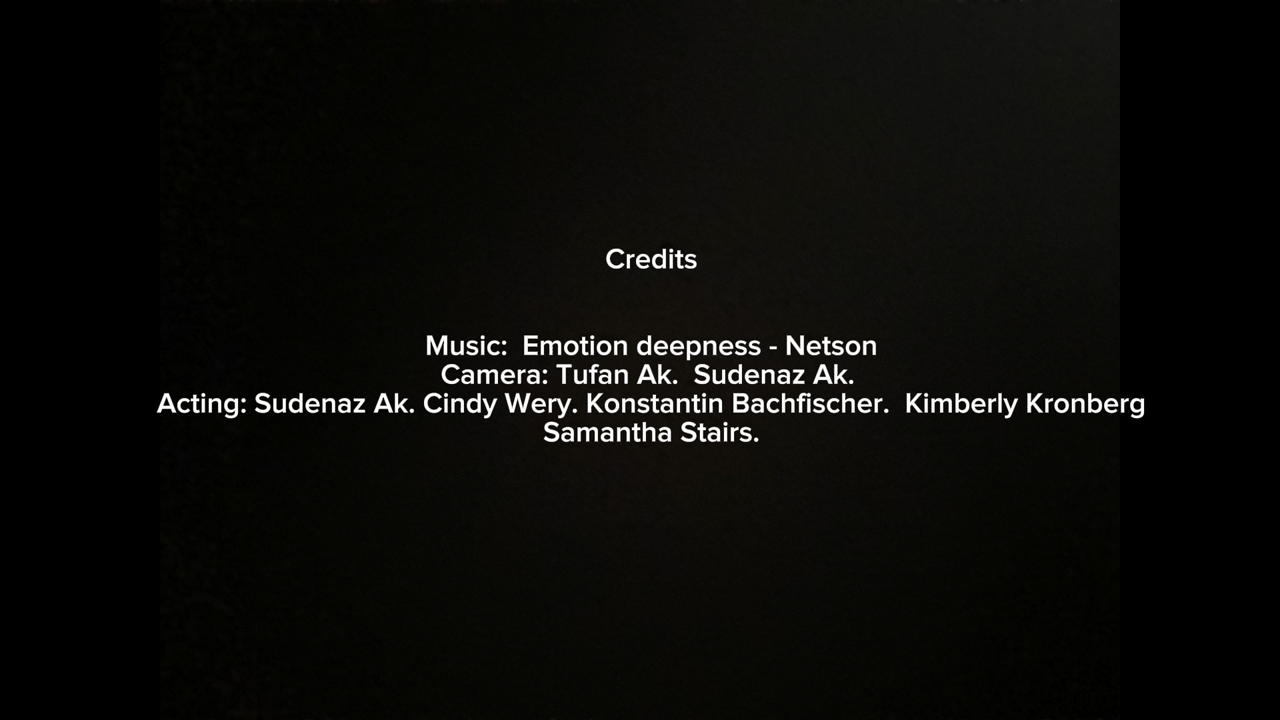 Credits
Music:  Emotion deepness - Netson
Camera: Tufan Ak.  Sudenaz Ak.
Acting: Sudenaz Ak. Cindy Wery. Konstantin Bachfischer.  Kimberly Kronberg
Samantha Stairs.